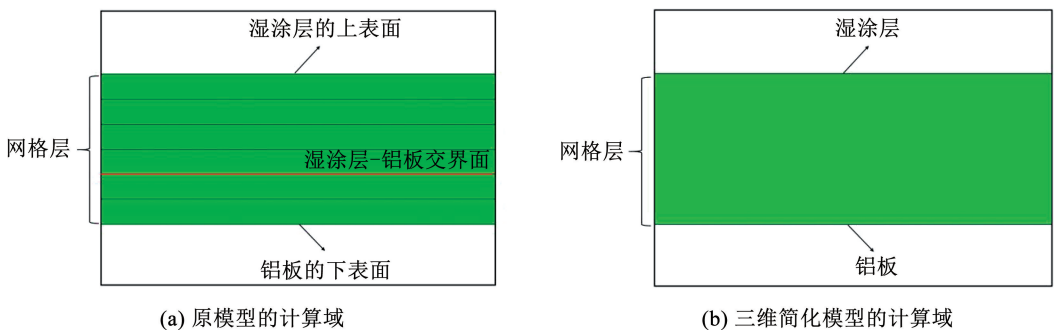 湿涂层的上表面
网格层
湿涂层-铝板交界面
铝板的下表面
(a) 原模型的计算域
湿涂层
网格层
铝板
(b) 三维简化模型的计算域